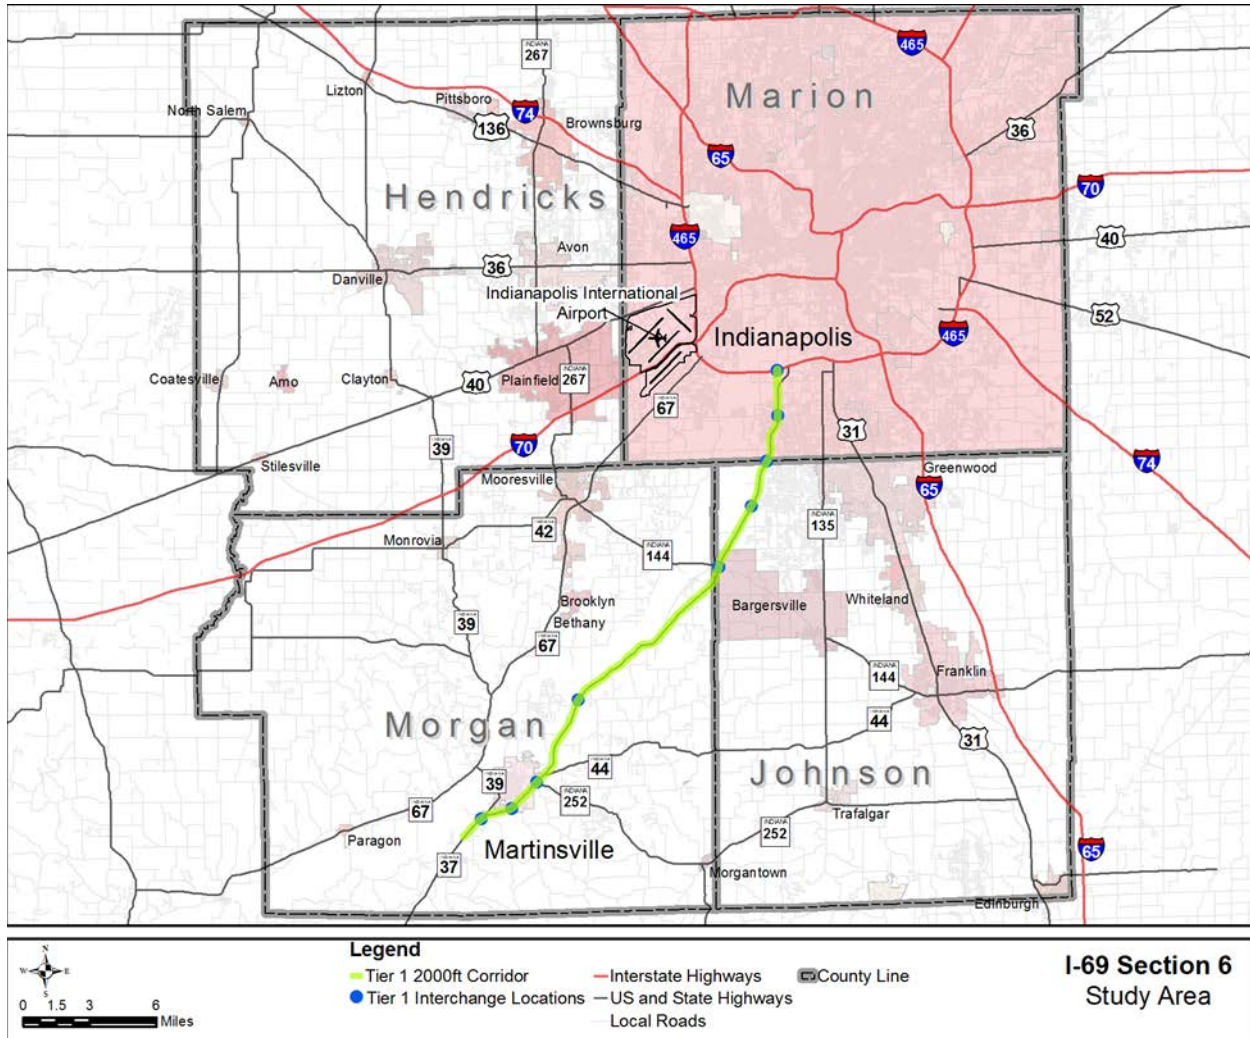 465
INDIANA
267
Marion
Lizton
Pittsboro
74
North Salem
136
Brownsburg
36
65
70
Hendricks
465
40
Avon
36
Danville
Indianapolis International
Airport
52
Indianapolis
465
Coatesville
Amo
Clayton
40
Plainfield
INDIANA
267
67
31
39
70
Stilesville
74
Greenwood
65
Mooresville
42
INDIANA
135
Monrovia
144
Brooklyn
Bargersville
Whiteland
39
Bethany
67
144
Franklin
Morgan
44
31
44
Johnson
39
INDIANA
252
67
Trafalgar
INDIANA
252
Paragon
Martinsville
65
37
Morgantown
Edinburgh
Legend
N
W
E
S
Tier 1 2000ft Corridor
Interstate Highways
County Line
Tier 1 Interchange Locations
US and State Highways
Local Roads
0 1.5 3 6
Miles
I-69 Section 6
Study Area